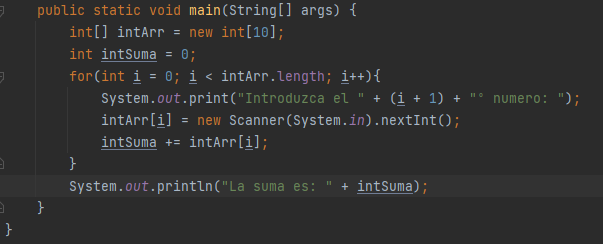 public static void main(String[] args) {
int[] intArr = new int[10];
int intSuma = 0;
for(int i = 0; i < intArr.length; i++){
System.out.print("Introduzca el " + (i + 1) + "° numero: ");
intArr[i] = new Scanner(System.in).nextInt();
intSuma += intArr[i];
}
System.out.println("La suma es: " + intSuma);
}
}